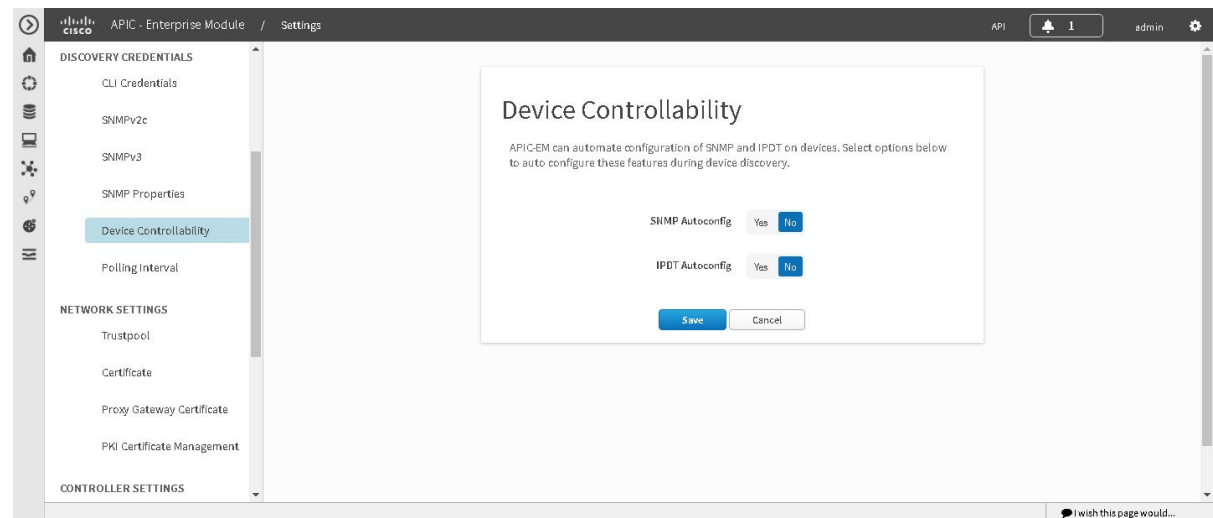 CISCO APIC - Enterprise Module / Settings API 1 admin
DISCOVERY CREDENTIALS
CLI Credentials
SNMPv2c
SNMPv3
SNMP Properties
Device Controllability
Polling Interval
NETWORK SETTINGS
Trustpool
Certificate
Proxy Gateway Certificate
PKI Certificate Management
CONTROLLER SETTINGS
Device Controllability
APIC-EM can automate configuration of SNMP and IPDT on devices. Select options below
to auto configure these features during device discovery.
SNMP Autoconfig Yes No
IPDT Autoconfig Yes No
Save Cancel
I wish this page would...